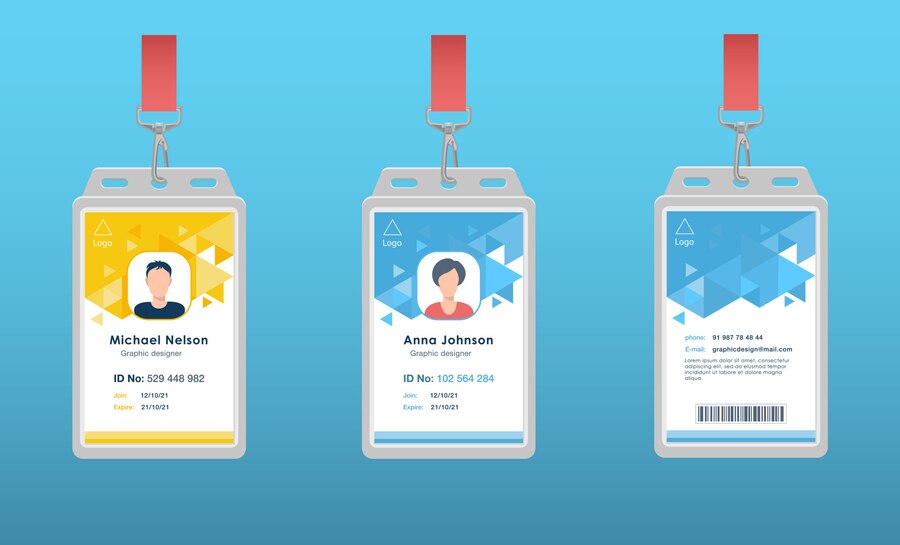 Logo
Michael Nelson
Graphic designer
ID No: 529 448 982
Join: 12/10/21
Expire: 21/10/21
Logo
Anna Johnson
Graphic designer
ID No: 102 564 284
Join: 12/10/21
Expire: 21/10/21
Logo
phone: 91 987 78 48 44
E-mail: graphicdesign@mail.com
Lorem ipsum dolor sit amet, consectetur
adipiscing elit, sed do eiusmod tempor
incididunt ut labore et dolore magna
aliqua.